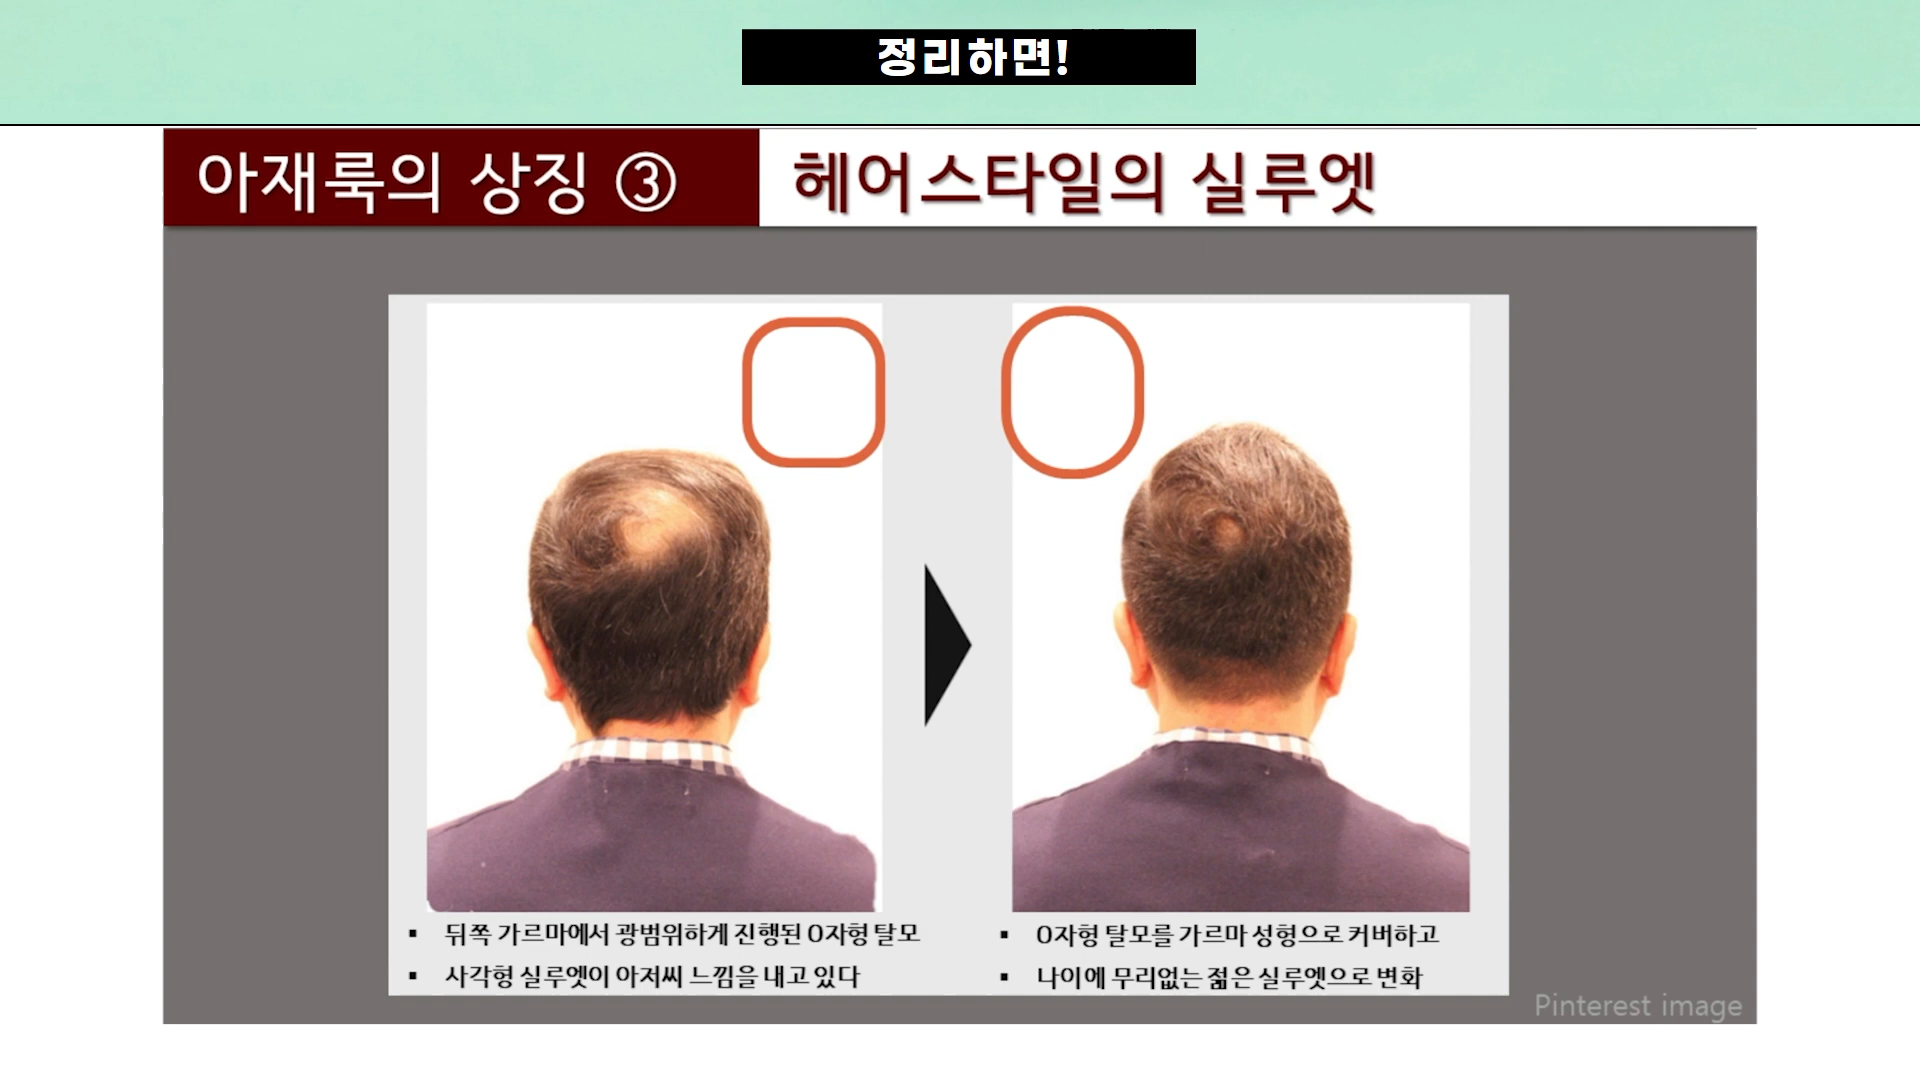 정리하면!
아재룩의 상징 ③
헤어스타일의 실루엣
▪ 뒤쪽 가르마에서 광범위하게 진행된 O자형 탈모
▪ 사각형 실루엣이 아저씨 느낌을 내고 있다
▪ O자형 탈모를 가르마 성형으로 커버하고
▪ 나이에 무리없는 젊은 실루엣으로 변화
Pinterest image